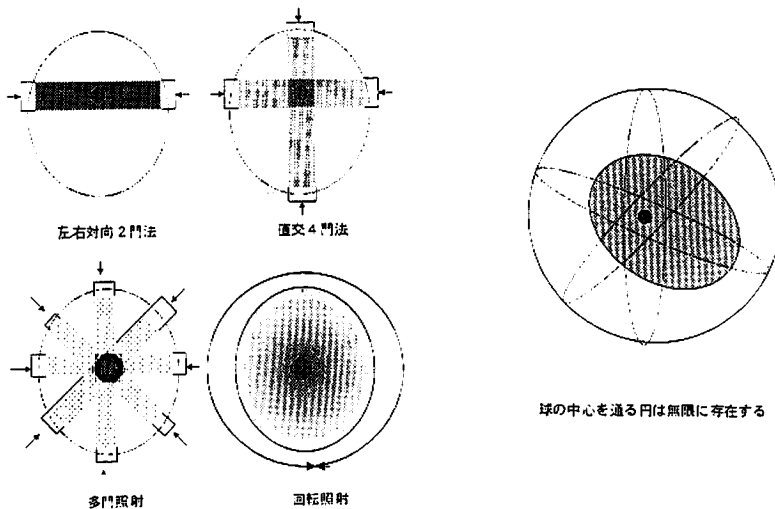 左右対向２門法
直交４門法
多門照射
回転照射
球の中心を通る円は無限に存在する